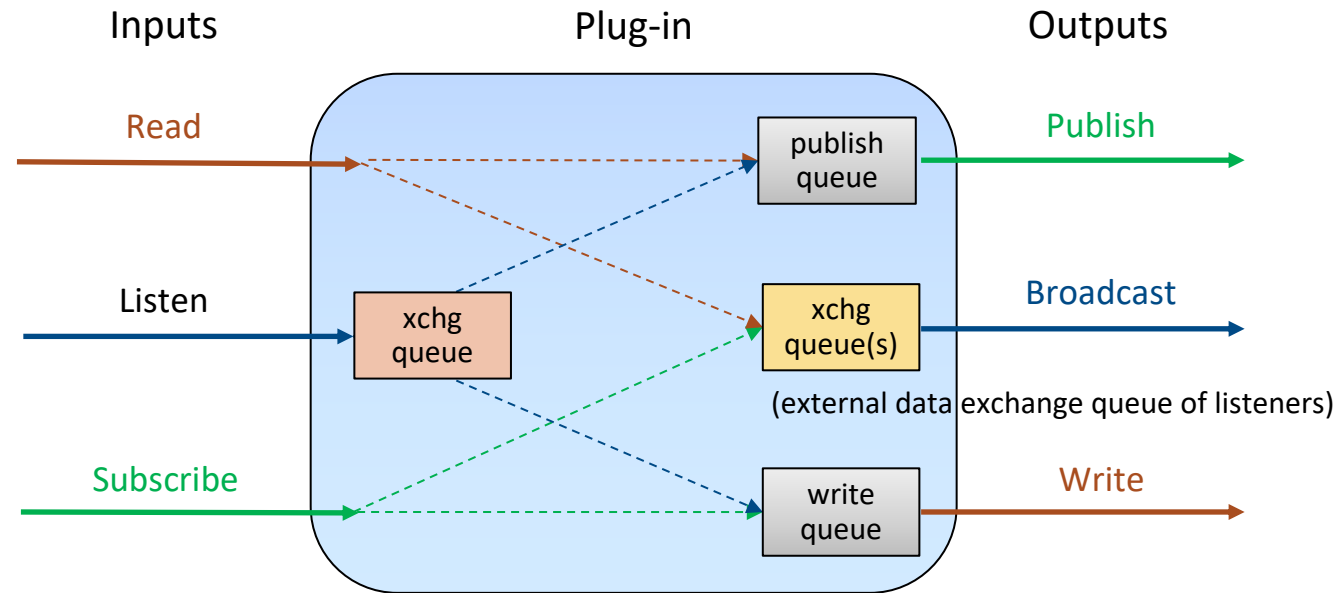 Inputs
Plug-in
Outputs
Read
publish
queue
Publish
Listen
xchg
queue
xchg
queue(s)
Broadcast
(external data exchange queue of listeners)
Subscribe
write
queue
Write